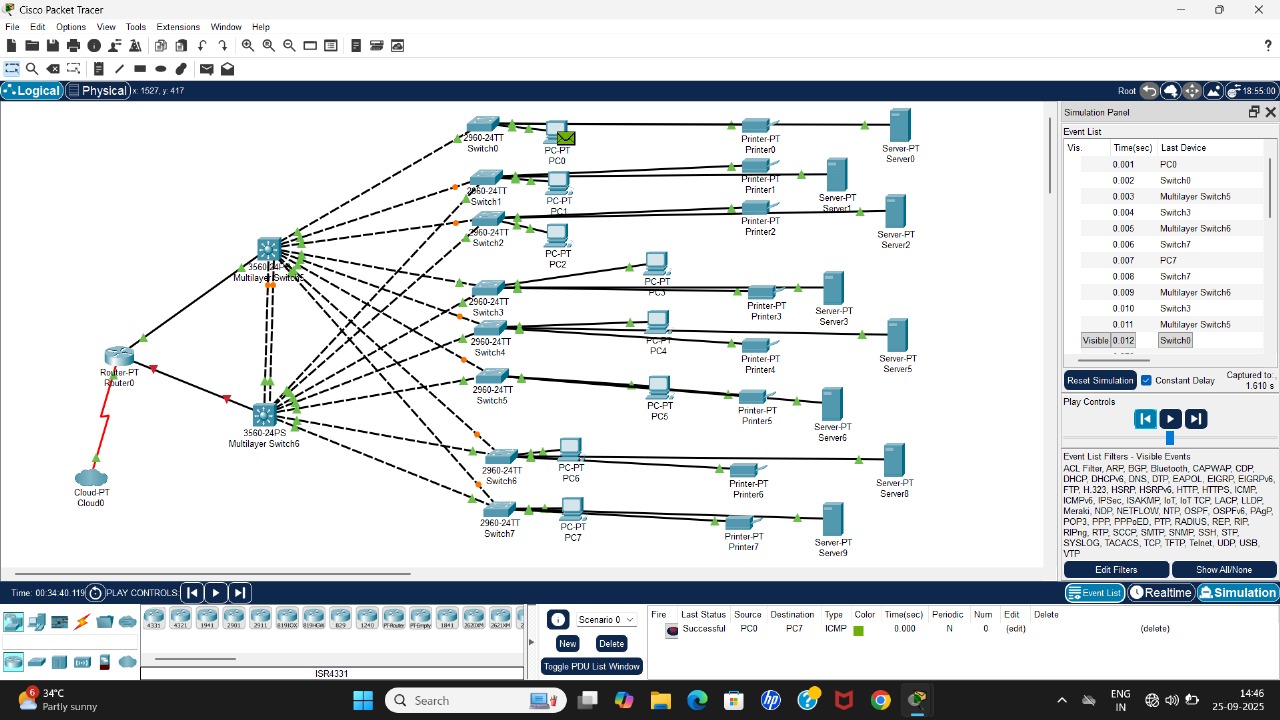 Cisco Packet Tracer
File Edit Options View Tools Extensions Window Help
Logical Physical x: 1527, y: 417
Root 18:55:00
2960-24TT
Switch0
PC-PT
PC0
Printer-PT
Printer0
Server-PT
Server0
2960-24TT
Switch1
PC-PT
PC1
Printer-PT
Printer1
Server-PT
Server1
2960-24TT
Switch2
PC-PT
PC2
Printer-PT
Printer2
Server-PT
Server2
Multilayer Switch5
2960-24TT
Switch3
PC-PT
PC3
Printer-PT
Printer3
Server-PT
Server3
2960-24TT
Switch4
PC-PT
PC4
Printer-PT
Printer4
Server-PT
Server5
Router-PT
Router0
2960-24TT
Switch5
PC-PT
PC5
Printer-PT
Printer5
Server-PT
Server6
3560-24PS
Multilayer Switch6
2960-24TT
Switch6
PC-PT
PC6
Printer-PT
Printer6
Server-PT
Server8
Cloud-PT
Cloud0
2960-24TT
Switch7
PC-PT
PC7
Printer-PT
Printer7
Server-PT
Server9
Simulation Panel
Event List
Vis. Time(sec) Last Device
0.001 PC0
0.002 Switch0
0.003 Multilayer Switch5
0.004 Switch3
0.005 Multilayer Switch6
0.006 Switch7
0.007 PC7
0.008 Switch7
0.009 Multilayer Switch6
0.010 Switch3
0.011 Multilayer Switch5
Visible 0.012 Switch0
Reset Simulation Constant Delay Captured to:
1.610 s
Play Controls
Event List Filters - Visible Events
ACL Filter, ARP, BGP, Bluetooth, CAPWAP, CDP,
DHCP, DHCPv6, DNS, DTP, EAPOL, EIGRP, EIGRPv6,
FTP, H.323, HSRP, HSRPv6, HTTP, HTTPS, ICMP,
ICMPv6, IPSec, ISAKMP, IoT, IoT TCP, LACP, LLDP,
Meraki, NDP, NETFLOW, NTP, OSPF, OSPFv6, PAgP,
POP3, PPP, PPPoED, PTP, RADIUS, REP, RIP,
RIPng, RTP, SCCP, SMTP, SNMP, SSH, STP,
SYSLOG, TACACS, TCP, TFTP, Telnet, UDP, USB,
VTP
Edit Filters Show All/None
Time: 00:34:40.119 PLAY CONTROLS:
Event List Realtime Simulation
4331 4321 1941 2901 2911 819IOX 819HGW 829 1240 PT-Router PT-Empty 1841 2620XM 2621XM
ISR4331
Scenario 0
New Delete
Toggle PDU List Window
Fire Last Status Source Destination Type Color Time(sec) Periodic Num Edit Delete
Successful PC0 PC7 ICMP 0.000 N 0 (edit) (delete)
6
34°C
Partly sunny
Search
ENG
IN
14:46
25-09-2025